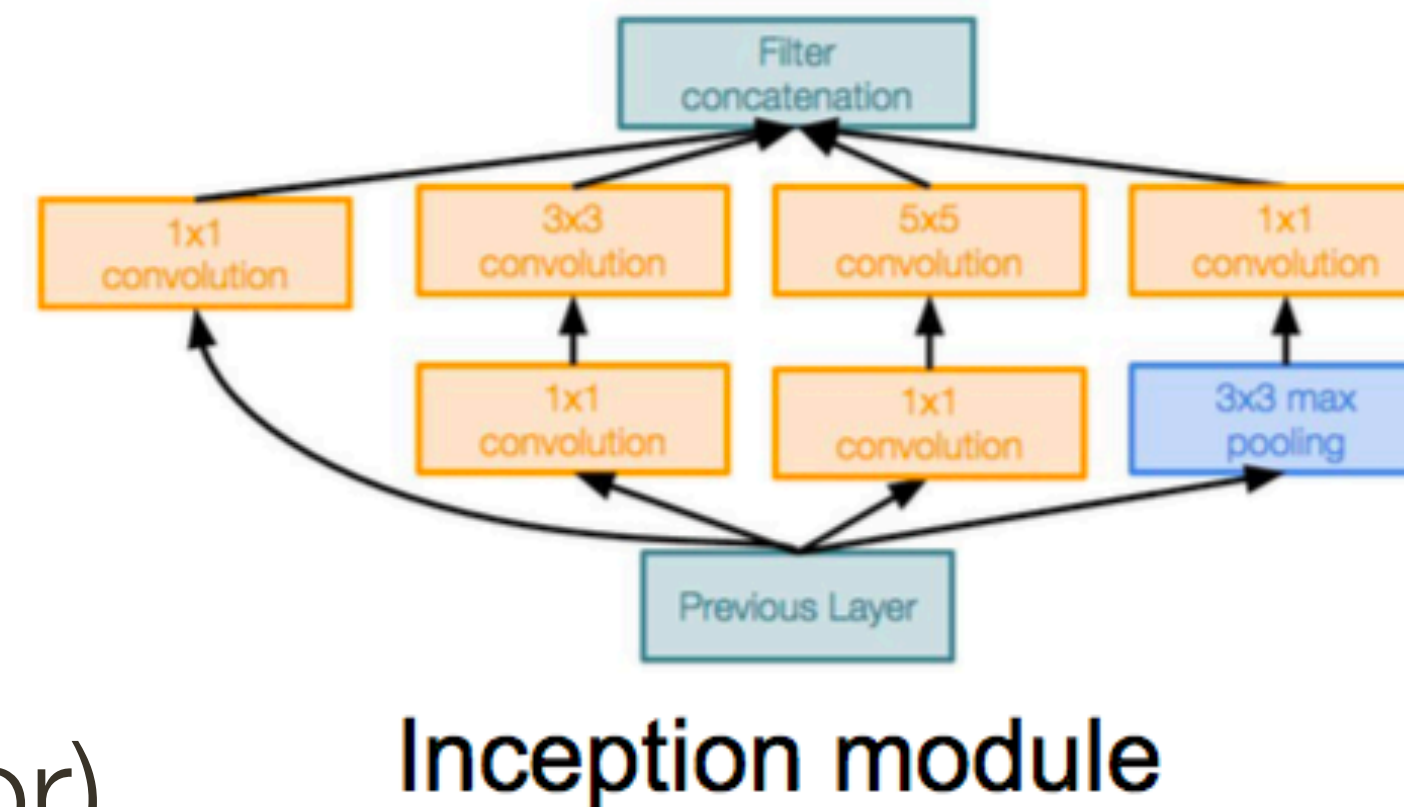 Filter
concatenation
1x1
convolution
3x3
convolution
5x5
convolution
1x1
convolution
1x1
convolution
1x1
convolution
3x3 max
pooling
Previous Layer
or)
Inception module